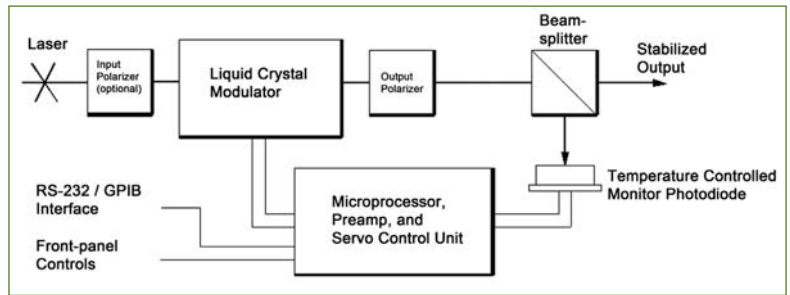 Laser
Input
Polarizer
(optional)
Liquid Crystal
Modulator
Output
Polarizer
Beam-
splitter
Stabilized
Output
Temperature Controlled
Monitor Photodiode
Microprocessor,
Preamp, and
Servo Control Unit
RS-232 / GPIB
Interface
Front-panel
Controls